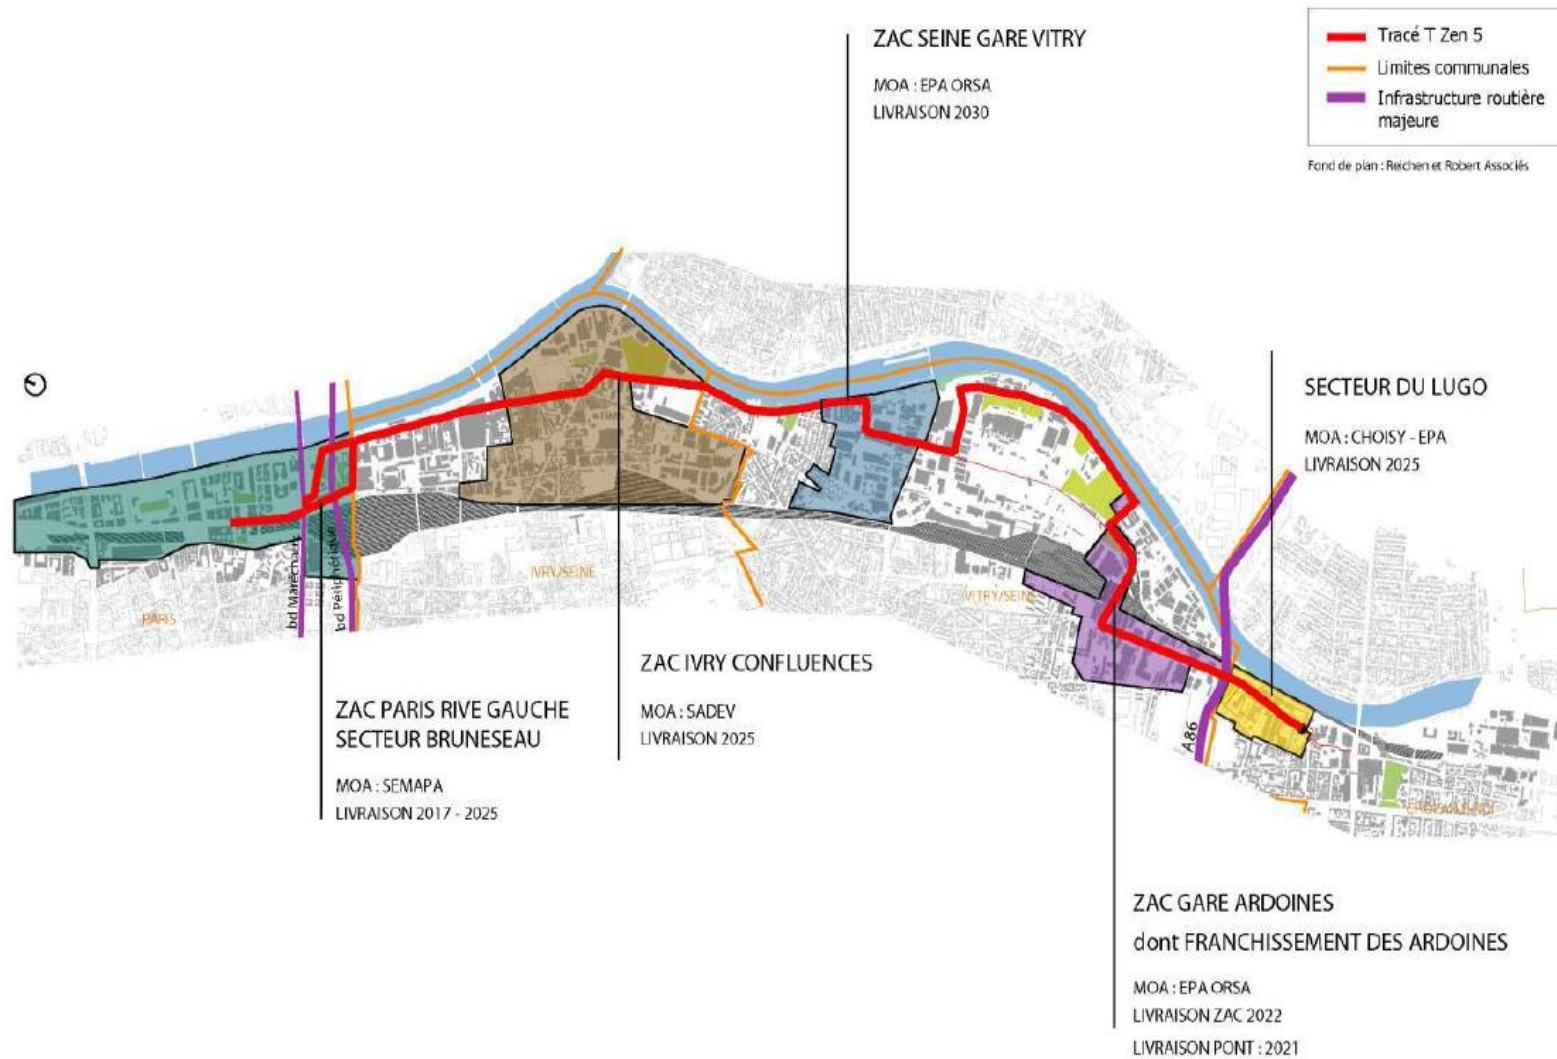 ZAC SEINE GARE VITRY
MOA : EPA ORSA
LIVRAISON 2030
Tracé T Zen 5
Limites communales
Infrastructure routière
majeure
Fond de plan : Reichen et Robert Associés
SECTEUR DU LUGO
MOA : CHOISY - EPA
LIVRAISON 2025
bd Maréchaux
bd Périphérique
PARIS
IVRY/SEINE
VITRY/SEINE
A86
ZAC IVRY CONFLUENCES
MOA : SADEV
LIVRAISON 2025
ZAC PARIS RIVE GAUCHE
SECTEUR BRUNESEAU
MOA : SEMAPA
LIVRAISON 2017 - 2025
ZAC GARE ARDOINES
dont FRANCHISSEMENT DES ARDOINES
MOA : EPA ORSA
LIVRAISON ZAC 2022
LIVRAISON PONT : 2021